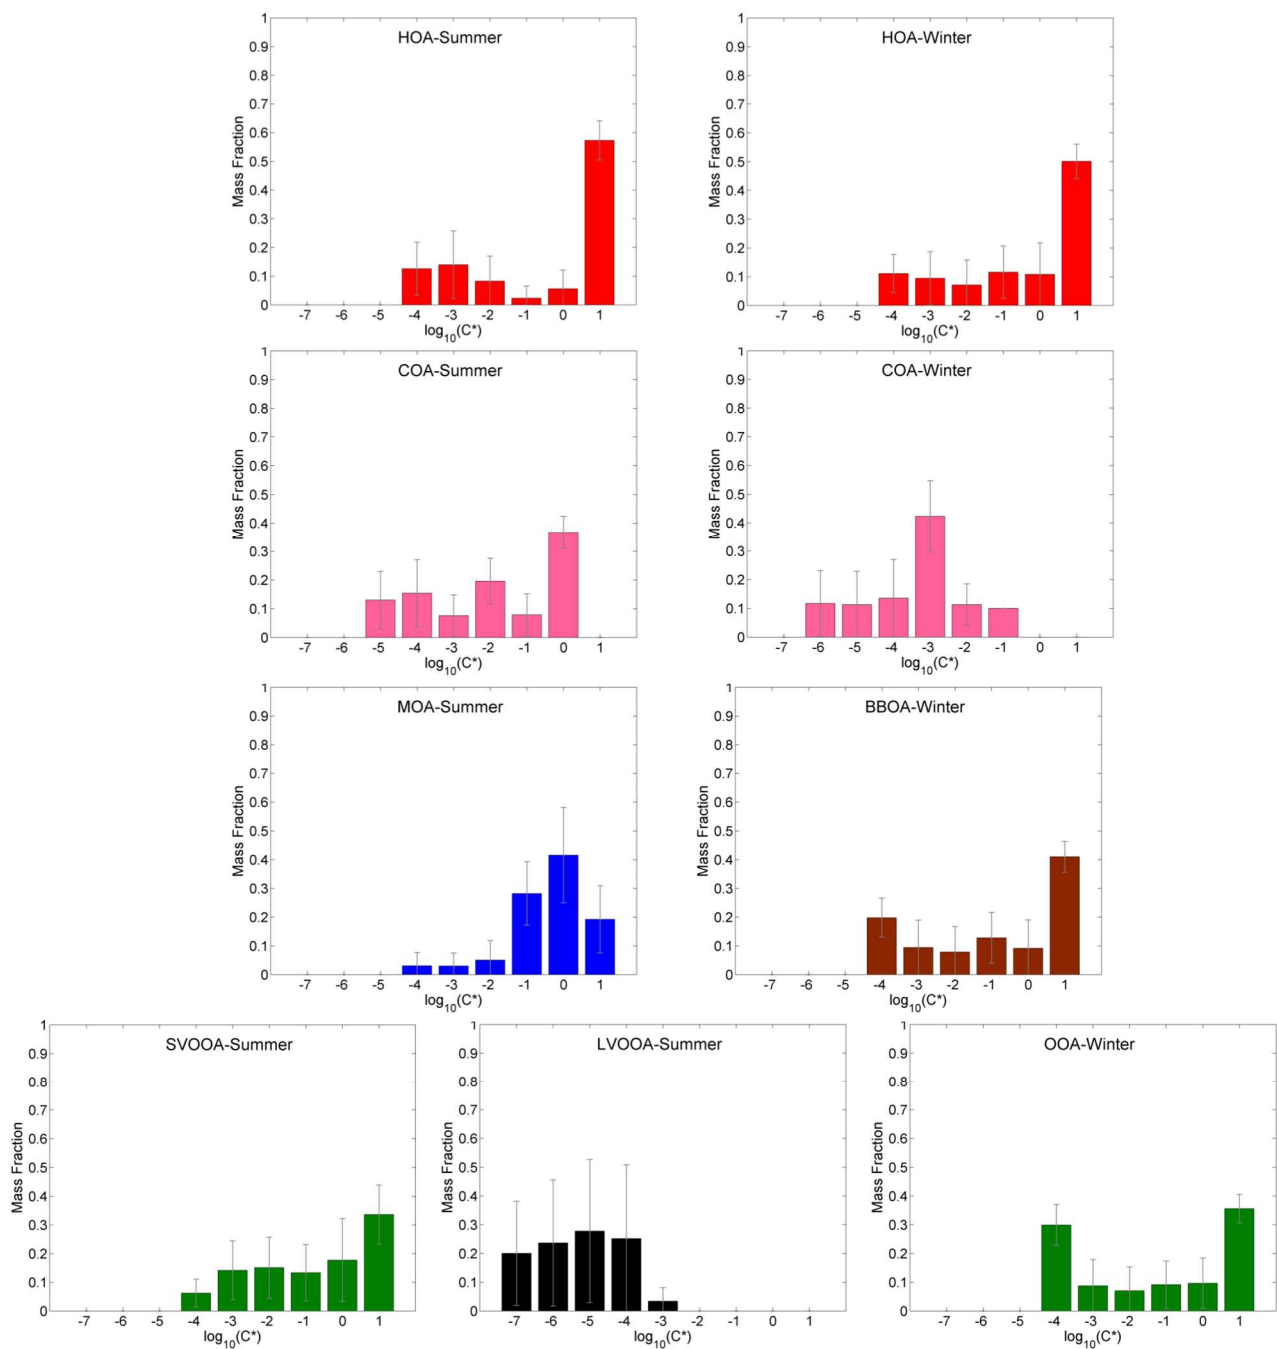 HOA-Summer
Mass Fraction
1
0.9
0.8
0.7
0.6
0.5
0.4
0.3
0.2
0.1
0
-7 -6 -5 -4 -3 -2 -1 0 1
log10(C*)
HOA-Winter
Mass Fraction
1
0.9
0.8
0.7
0.6
0.5
0.4
0.3
0.2
0.1
0
-7 -6 -5 -4 -3 -2 -1 0 1
log10(C*)
COA-Summer
Mass Fraction
1
0.9
0.8
0.7
0.6
0.5
0.4
0.3
0.2
0.1
0
-7 -6 -5 -4 -3 -2 -1 0 1
log10(C*)
COA-Winter
Mass Fraction
1
0.9
0.8
0.7
0.6
0.5
0.4
0.3
0.2
0.1
0
-6 -5 -4 -3 -2 -1 0 1
log10(C*)
MOA-Summer
Mass Fraction
1
0.9
0.8
0.7
0.6
0.5
0.4
0.3
0.2
0.1
0
-7 -6 -5 -4 -3 -2 -1 0 1
log10(C*)
BBOA-Winter
Mass Fraction
1
0.9
0.8
0.7
0.6
0.5
0.4
0.3
0.2
0.1
0
-7 -6 -5 -4 -3 -2 -1 0 1
log10(C*)
SVOOA-Summer
Mass Fraction
1
0.9
0.8
0.7
0.6
0.5
0.4
0.3
0.2
0.1
0
-7 -6 -5 -4 -3 -2 -1 0 1
log10(C*)
LVOOA-Summer
Mass Fraction
1
0.9
0.8
0.7
0.6
0.5
0.4
0.3
0.2
0.1
0
-7 -6 -5 -4 -3 -2 -1 0 1
log10(C*)
OOA-Winter
Mass Fraction
1
0.9
0.8
0.7
0.6
0.5
0.4
0.3
0.2
0.1
0
-7 -6 -5 -4 -3 -2 -1 0 1
log10(C*)